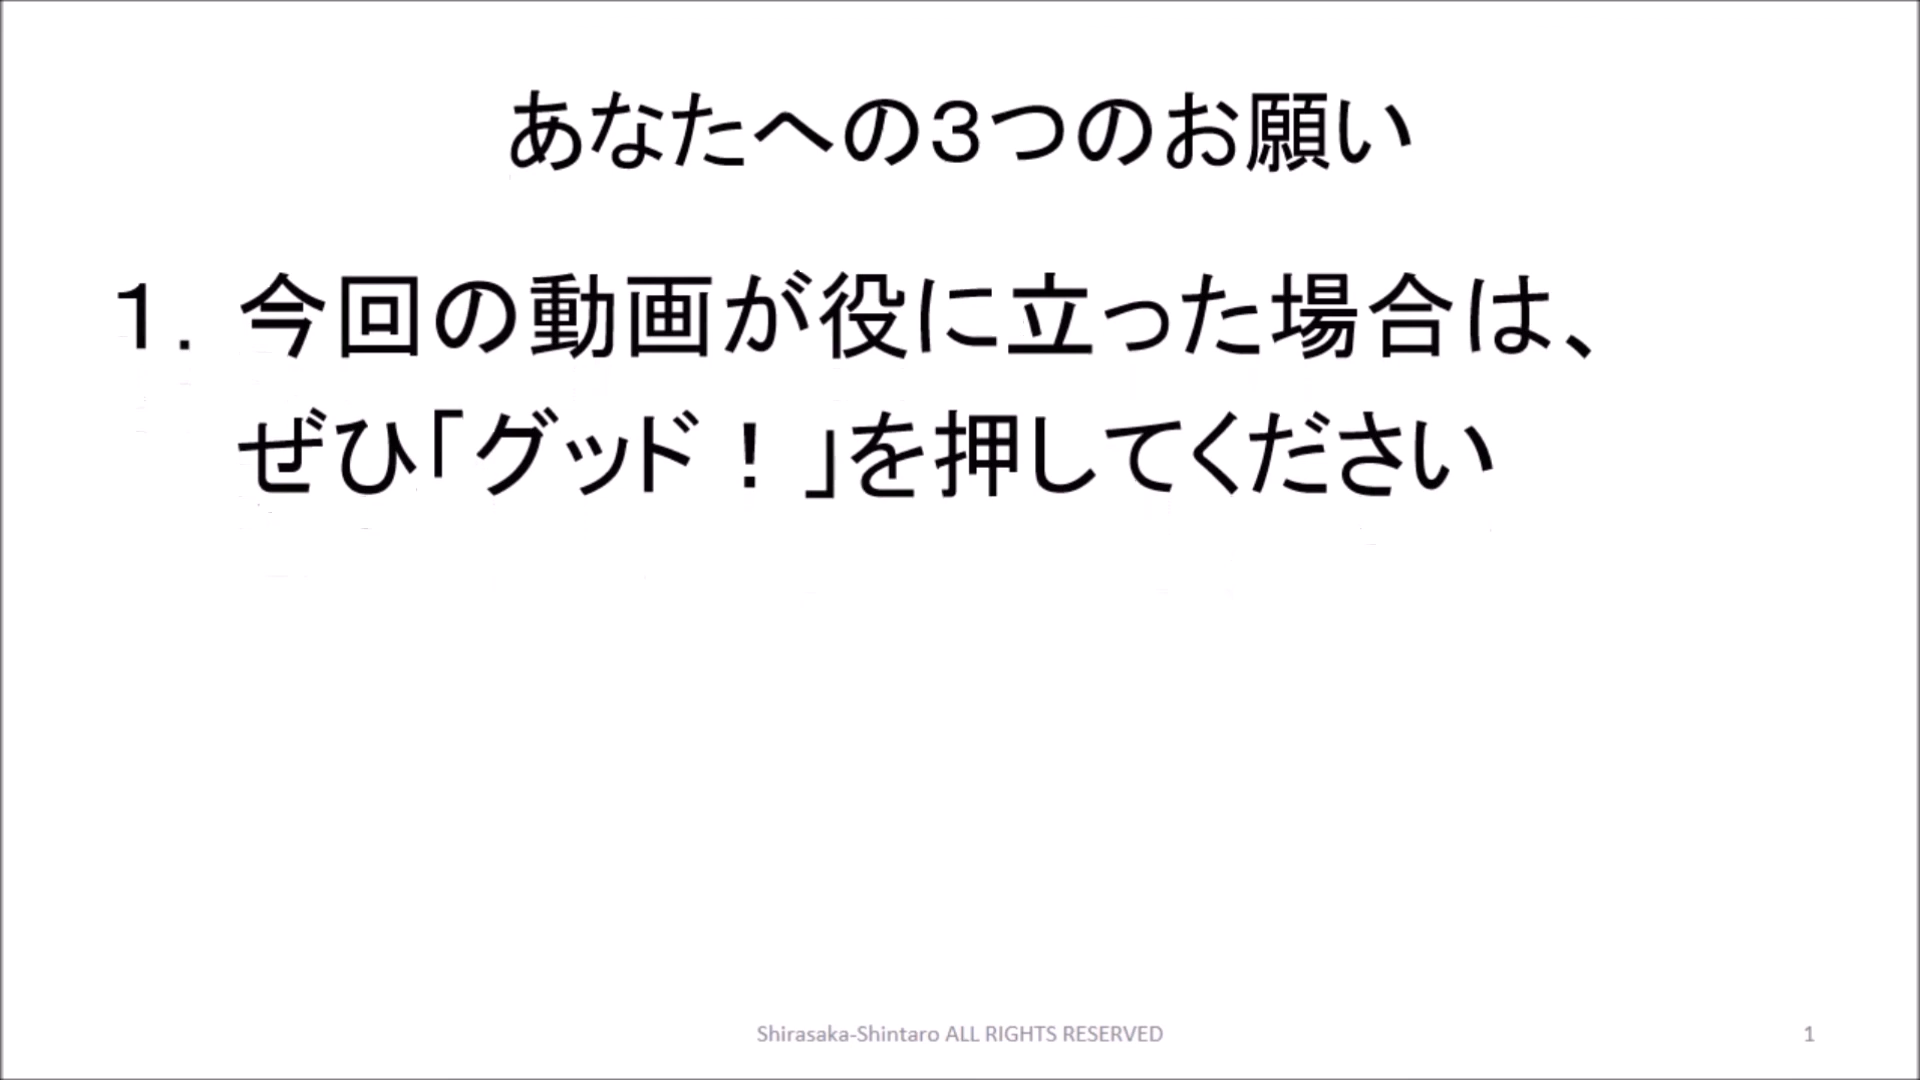 あなたへの３つのお願い
１. 今回の動画が役に立った場合は、
ぜひ「グッド！」を押してください
Shirasaka-Shintaro ALL RIGHTS RESERVED
1